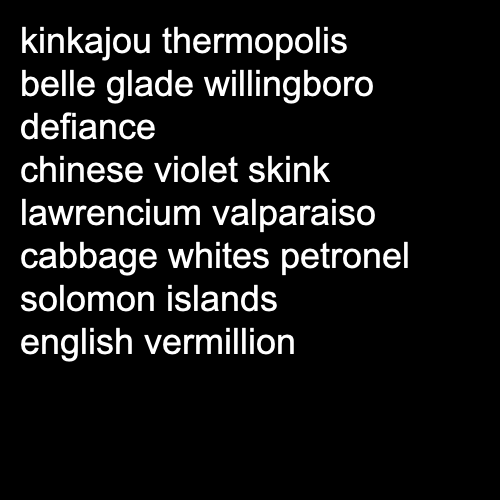 kinkajou thermopolis
belle glade willingboro
defiance
chinese violet skink
lawrencium valparaiso
cabbage whites petronel
solomon islands
english vermillion